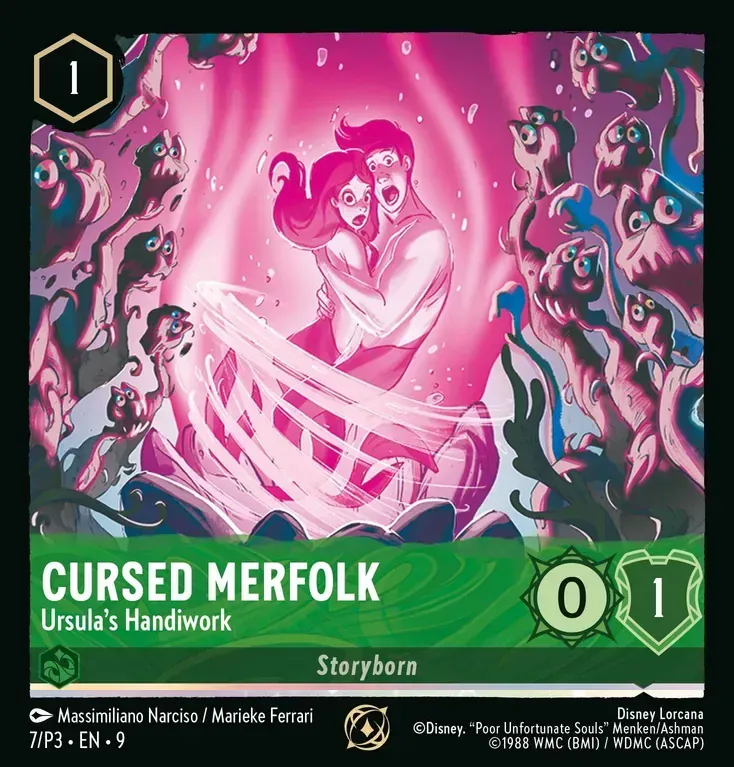 1
CURSED MERFOLK
Ursula's Handiwork
0
1
Storyborn
Massimiliano Narciso / Marieke Ferrari
7/P3 • EN • 9
Disney Lorcana
©Disney. "Poor Unfortunate Souls" Menken/Ashman
©1988 WMC (BMI) / WDMC (ASCAP)